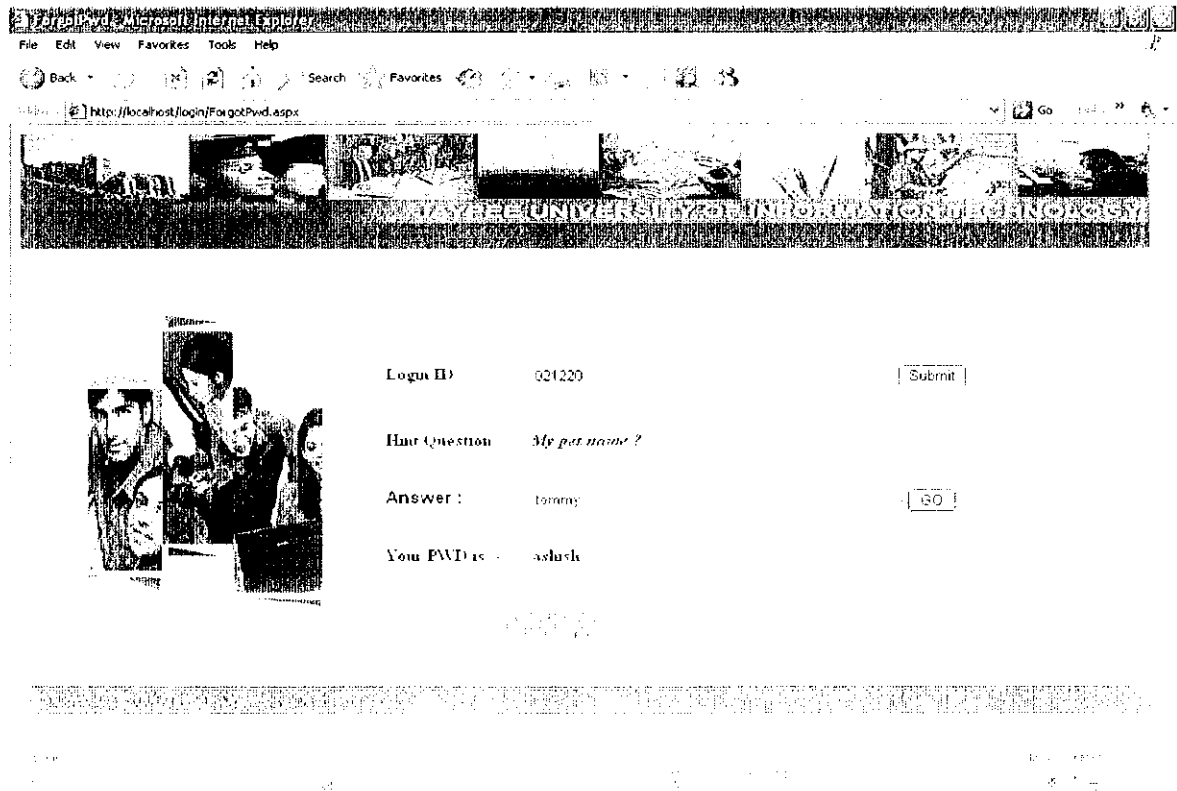 ForgotPwd - Microsoft Internet Explorer
File Edit View Favorites Tools Help
Back Search Favorites
http://localhost/login/ForgotPwd.aspx Go
JAYPEE UNIVERSITY OF INFORMATION TECHNOLOGY
Login ID 021220 Submit
Hint Question My pet name ?
Answer : tommy GO
Your PWD is ashish